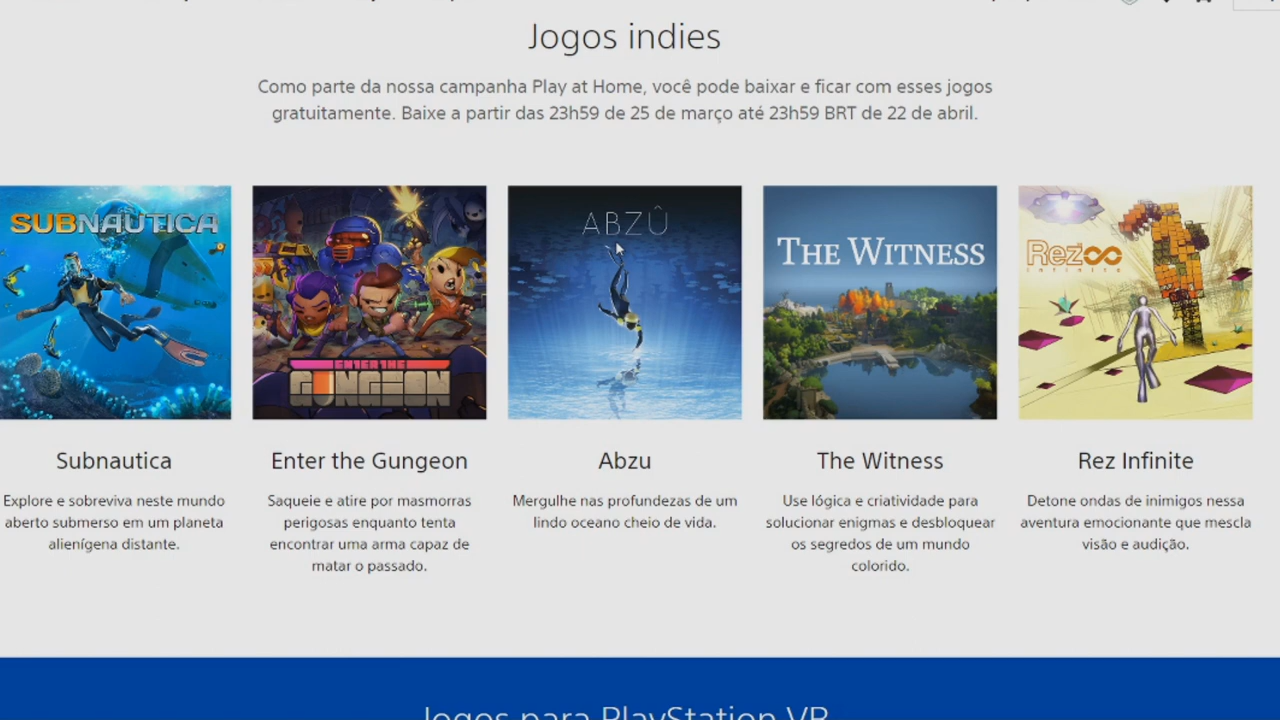 Jogos indies
Como parte da nossa campanha Play at Home, você pode baixar e ficar com esses jogos
gratuitamente. Baixe a partir das 23h59 de 25 de março até 23h59 BRT de 22 de abril.
SUBNAUTICA
ENTER THE
GUNGEON
ABZÛ
THE WITNESS
Rez
infinite
Subnautica
Explore e sobreviva neste mundo
aberto submerso em um planeta
alienígena distante.
Enter the Gungeon
Saqueie e atire por masmorras
perigosas enquanto tenta
encontrar uma arma capaz de
matar o passado.
Abzu
Mergulhe nas profundezas de um
lindo oceano cheio de vida.
The Witness
Use lógica e criatividade para
solucionar enigmas e desbloquear
os segredos de um mundo
colorido.
Rez Infinite
Detone ondas de inimigos nessa
aventura emocionante que mescla
visão e audição.
Jogos para PlayStation VR